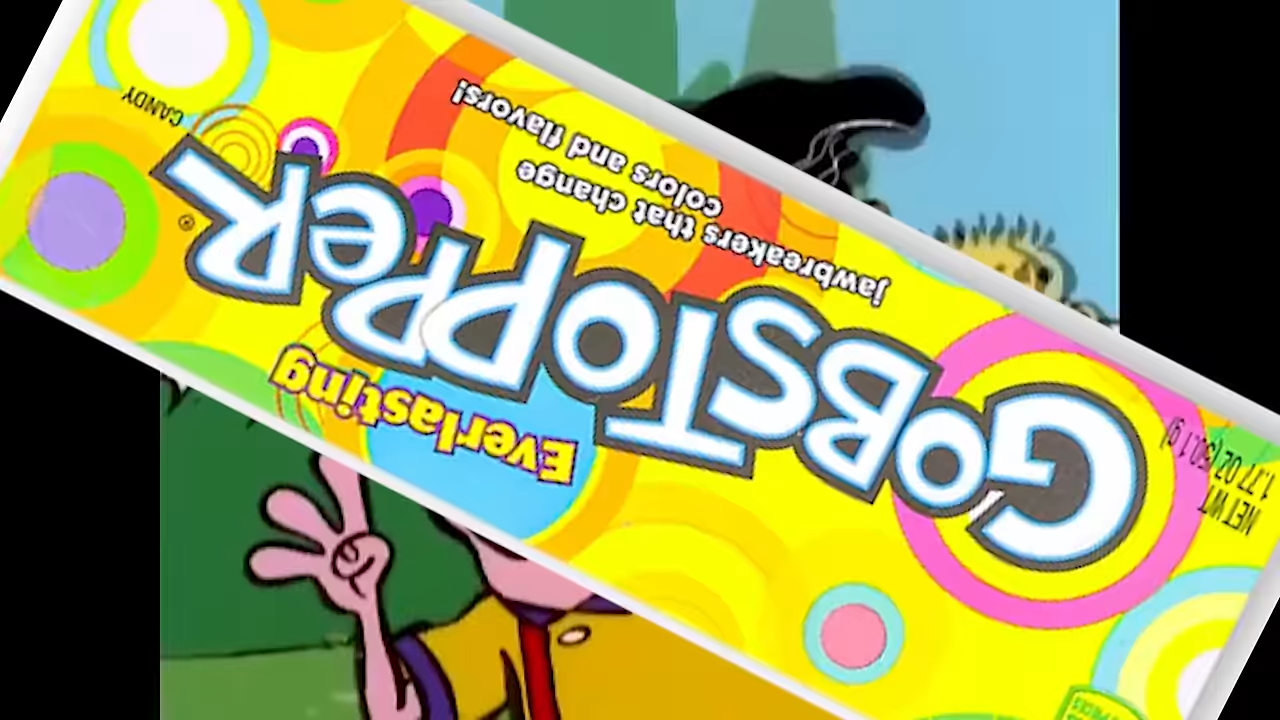 Everlasting
GOBSTOPPER
®
jawbreakers that change
colors and flavors!
CANDY
NET WT
1.77 OZ (50.1 g)